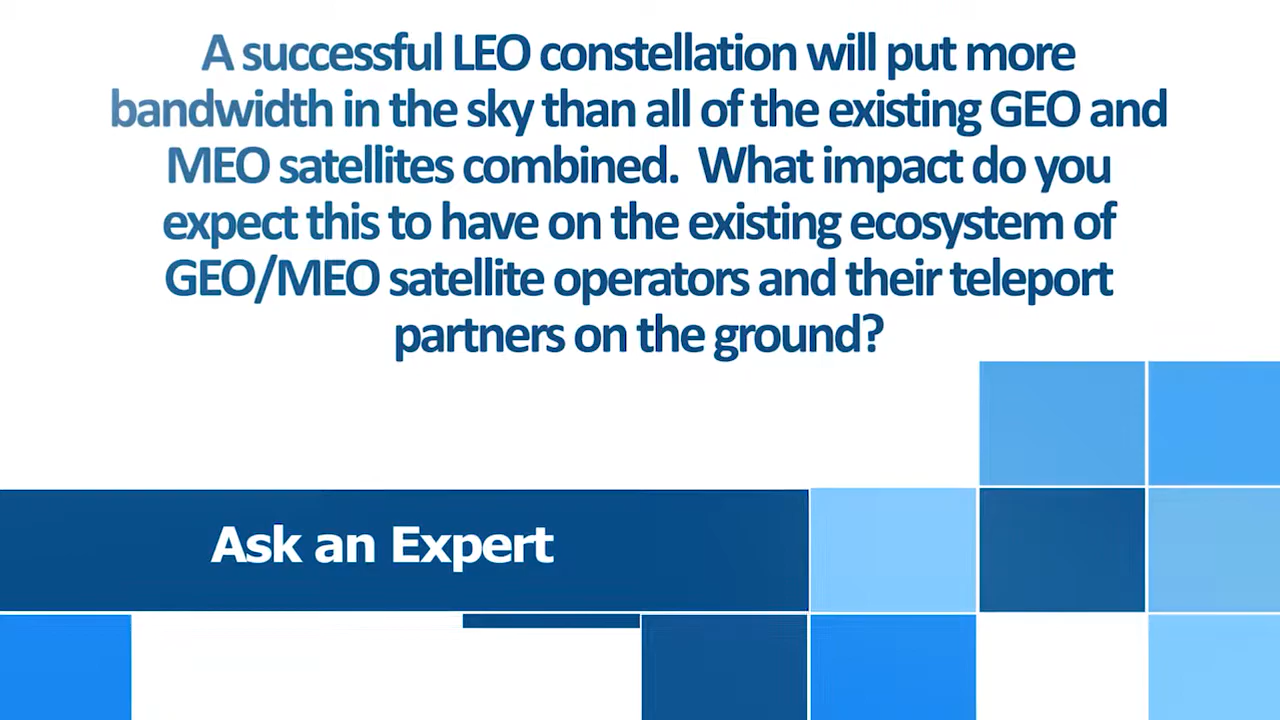 A successful LEO constellation will put more
bandwidth in the sky than all of the existing GEO and
MEO satellites combined.  What impact do you
expect this to have on the existing ecosystem of
GEO/MEO satellite operators and their teleport
partners on the ground?
Ask an Expert